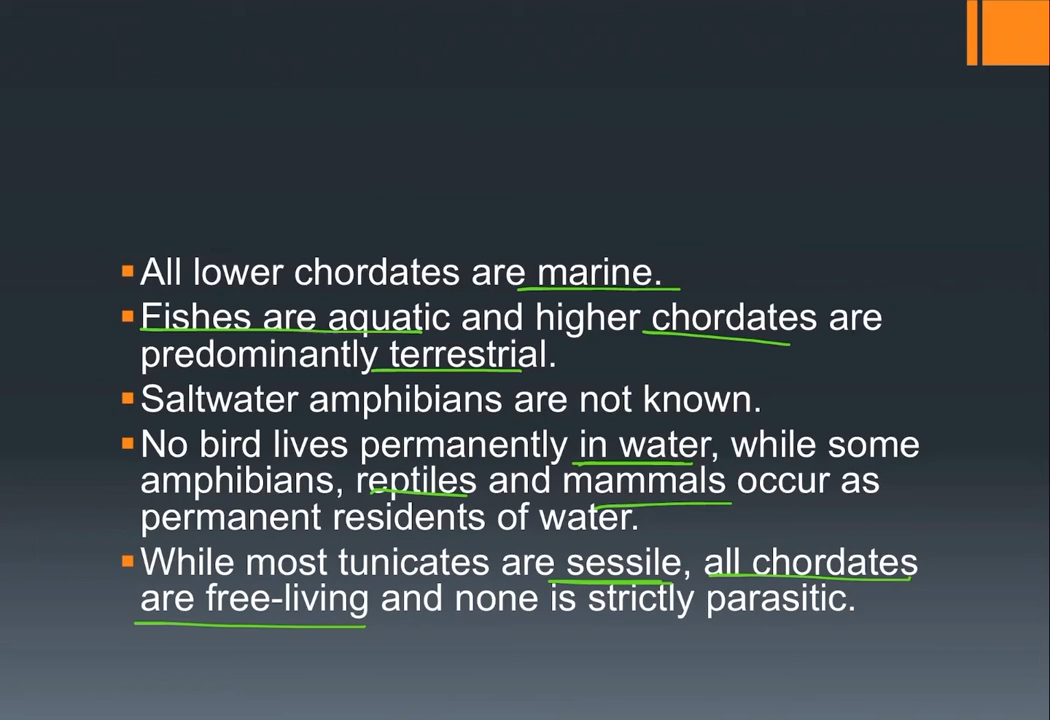 All lower chordates are marine.
Fishes are aquatic and higher chordates are
predominantly terrestrial.
Saltwater amphibians are not known.
No bird lives permanently in water, while some
amphibians, reptiles and mammals occur as
permanent residents of water.
While most tunicates are sessile, all chordates
are free-living and none is strictly parasitic.